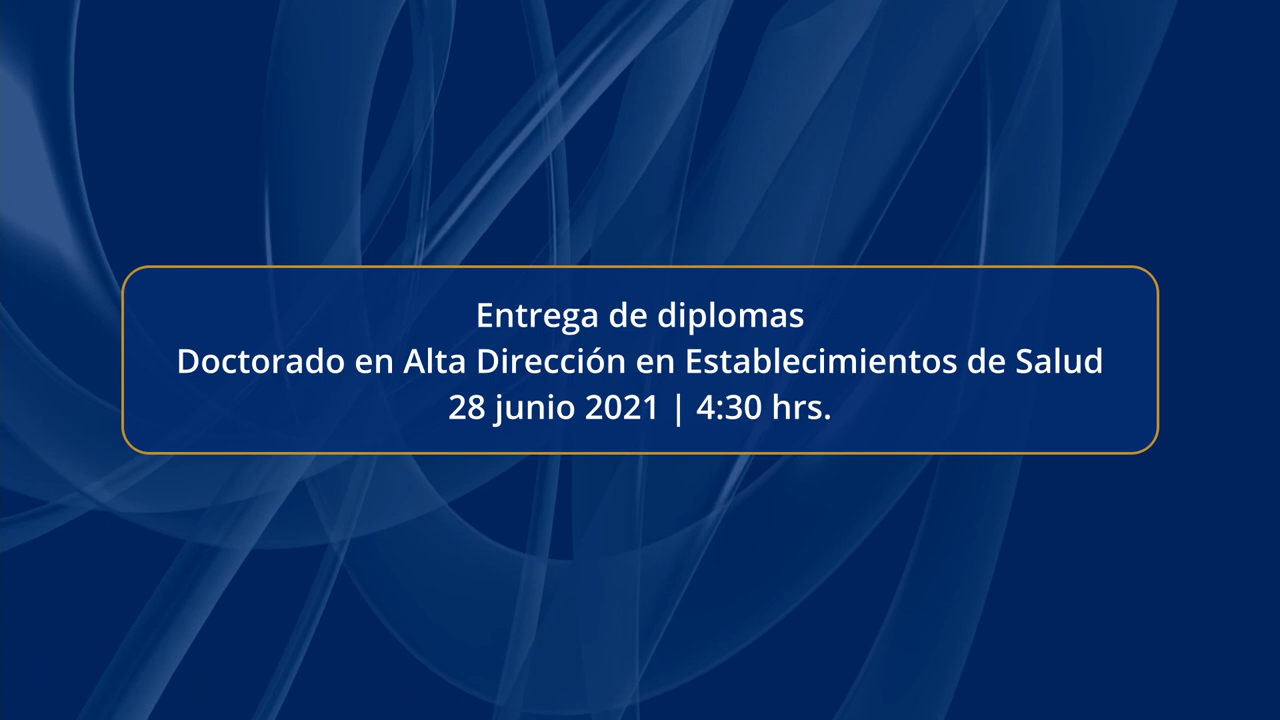 Entrega de diplomas
Doctorado en Alta Dirección en Establecimientos de Salud
28 junio 2021 | 4:30 hrs.